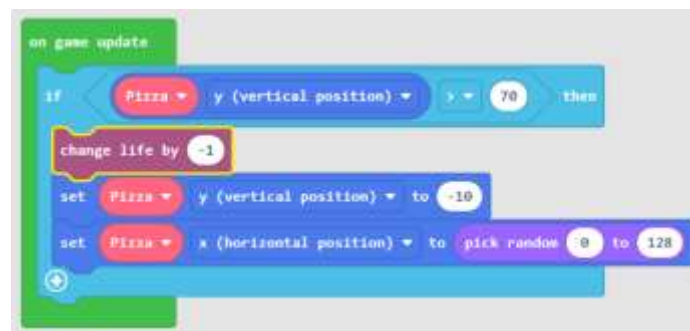 on game update
if Pizza y (vertical position) > 70 then
change life by -1
set Pizza y (vertical position) to -10
set Pizza x (horizontal position) to pick random 0 to 128